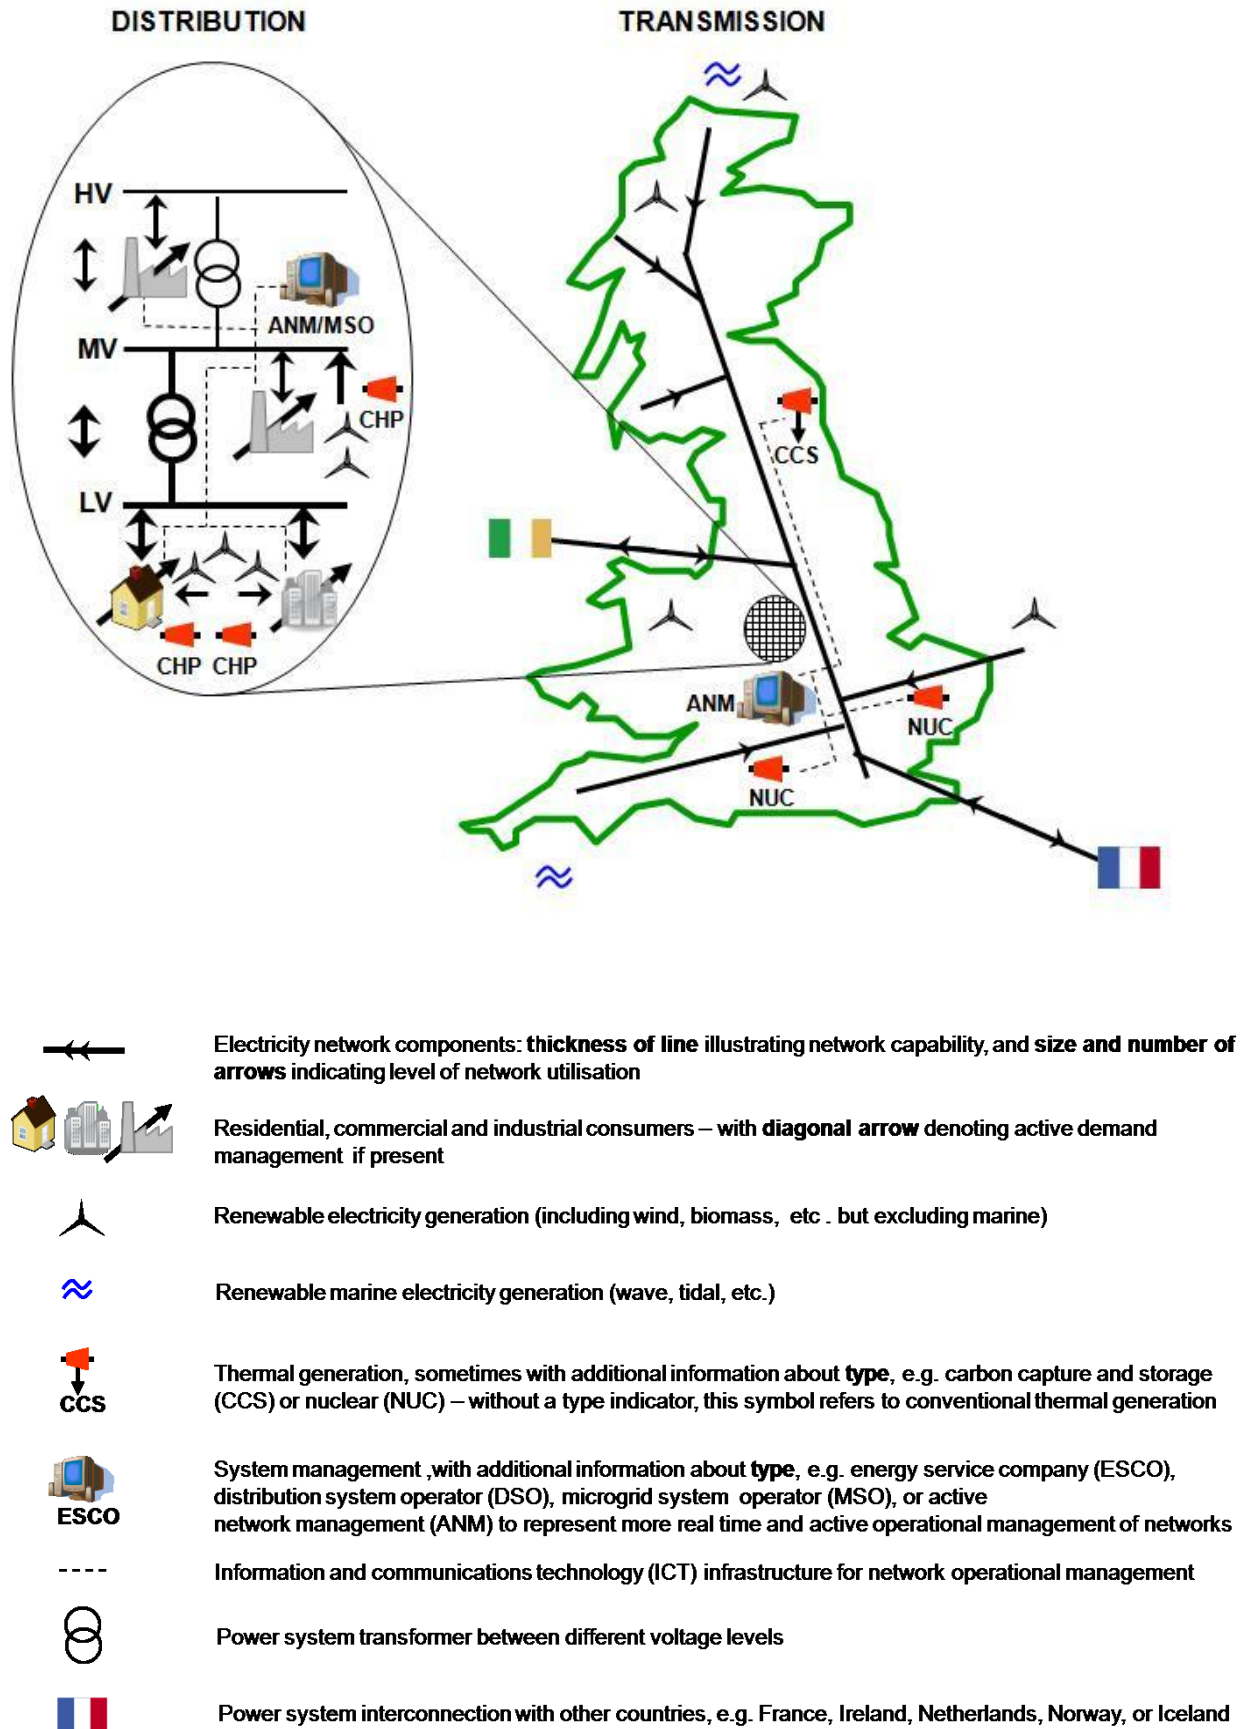 DISTRIBUTION
TRANSMISSION
HV
ANM/MSO
MV
CHP
LV
CHP CHP
CCS
ANM
NUC
NUC
Electricity network components: thickness of line illustrating network capability, and size and number of
arrows indicating level of network utilisation
Residential, commercial and industrial consumers – with diagonal arrow denoting active demand
management if present
Renewable electricity generation (including wind, biomass, etc . but excluding marine)
Renewable marine electricity generation (wave, tidal, etc.)
CCS
Thermal generation, sometimes with additional information about type, e.g. carbon capture and storage
(CCS) or nuclear (NUC) – without a type indicator, this symbol refers to conventional thermal generation
ESCO
System management ,with additional information about type, e.g. energy service company (ESCO),
distribution system operator (DSO), microgrid system operator (MSO), or active
network management (ANM) to represent more real time and active operational management of networks
Information and communications technology (ICT) infrastructure for network operational management
Power system transformer between different voltage levels
Power system interconnection with other countries, e.g. France, Ireland, Netherlands, Norway, or Iceland